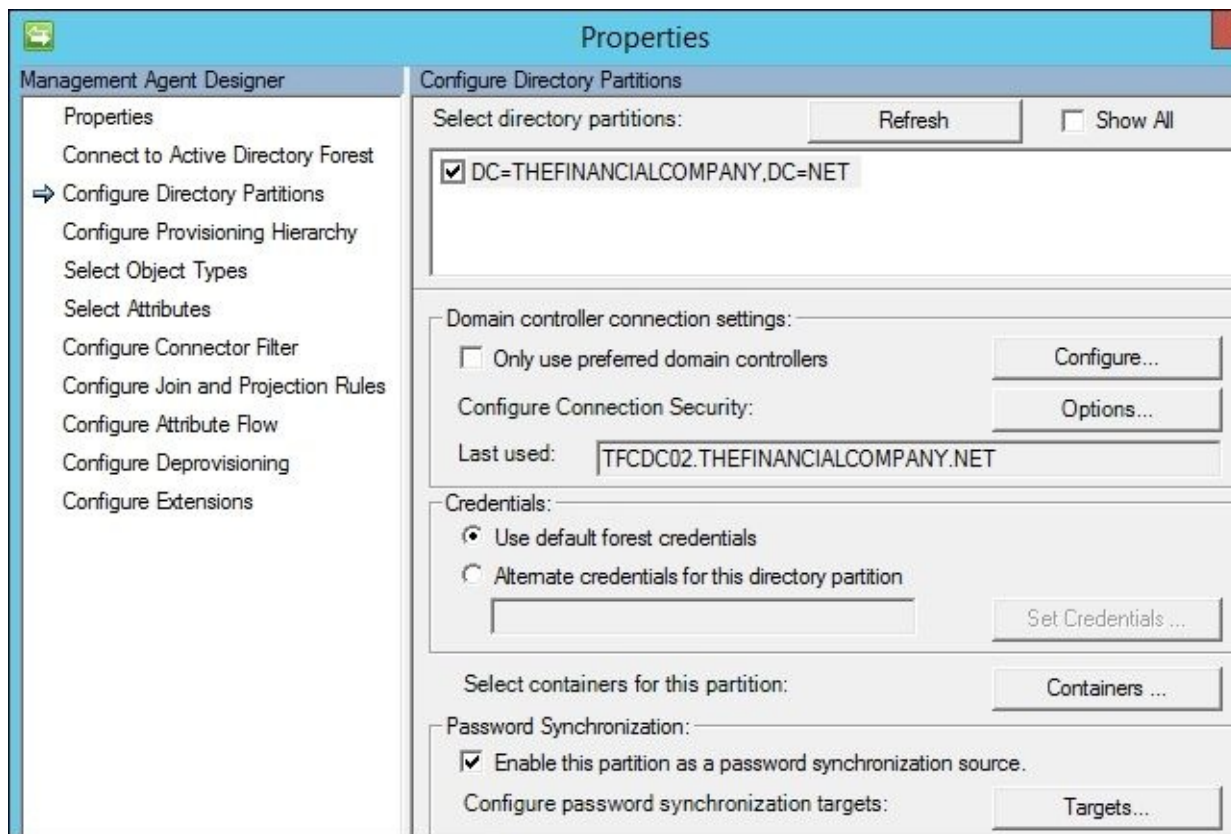 Properties
Management Agent Designer
Properties
Connect to Active Directory Forest
Configure Directory Partitions
Configure Provisioning Hierarchy
Select Object Types
Select Attributes
Configure Connector Filter
Configure Join and Projection Rules
Configure Attribute Flow
Configure Deprovisioning
Configure Extensions
Configure Directory Partitions
Select directory partitions:
Refresh
Show All
DC=THEFINANCIALCOMPANY,DC=NET
Domain controller connection settings:
Only use preferred domain controllers
Configure...
Configure Connection Security:
Options...
Last used:
TFCDC02.THEFINANCIALCOMPANY.NET
Credentials:
Use default forest credentials
Alternate credentials for this directory partition
Set Credentials ...
Select containers for this partition:
Containers ...
Password Synchronization:
Enable this partition as a password synchronization source.
Configure password synchronization targets:
Targets...